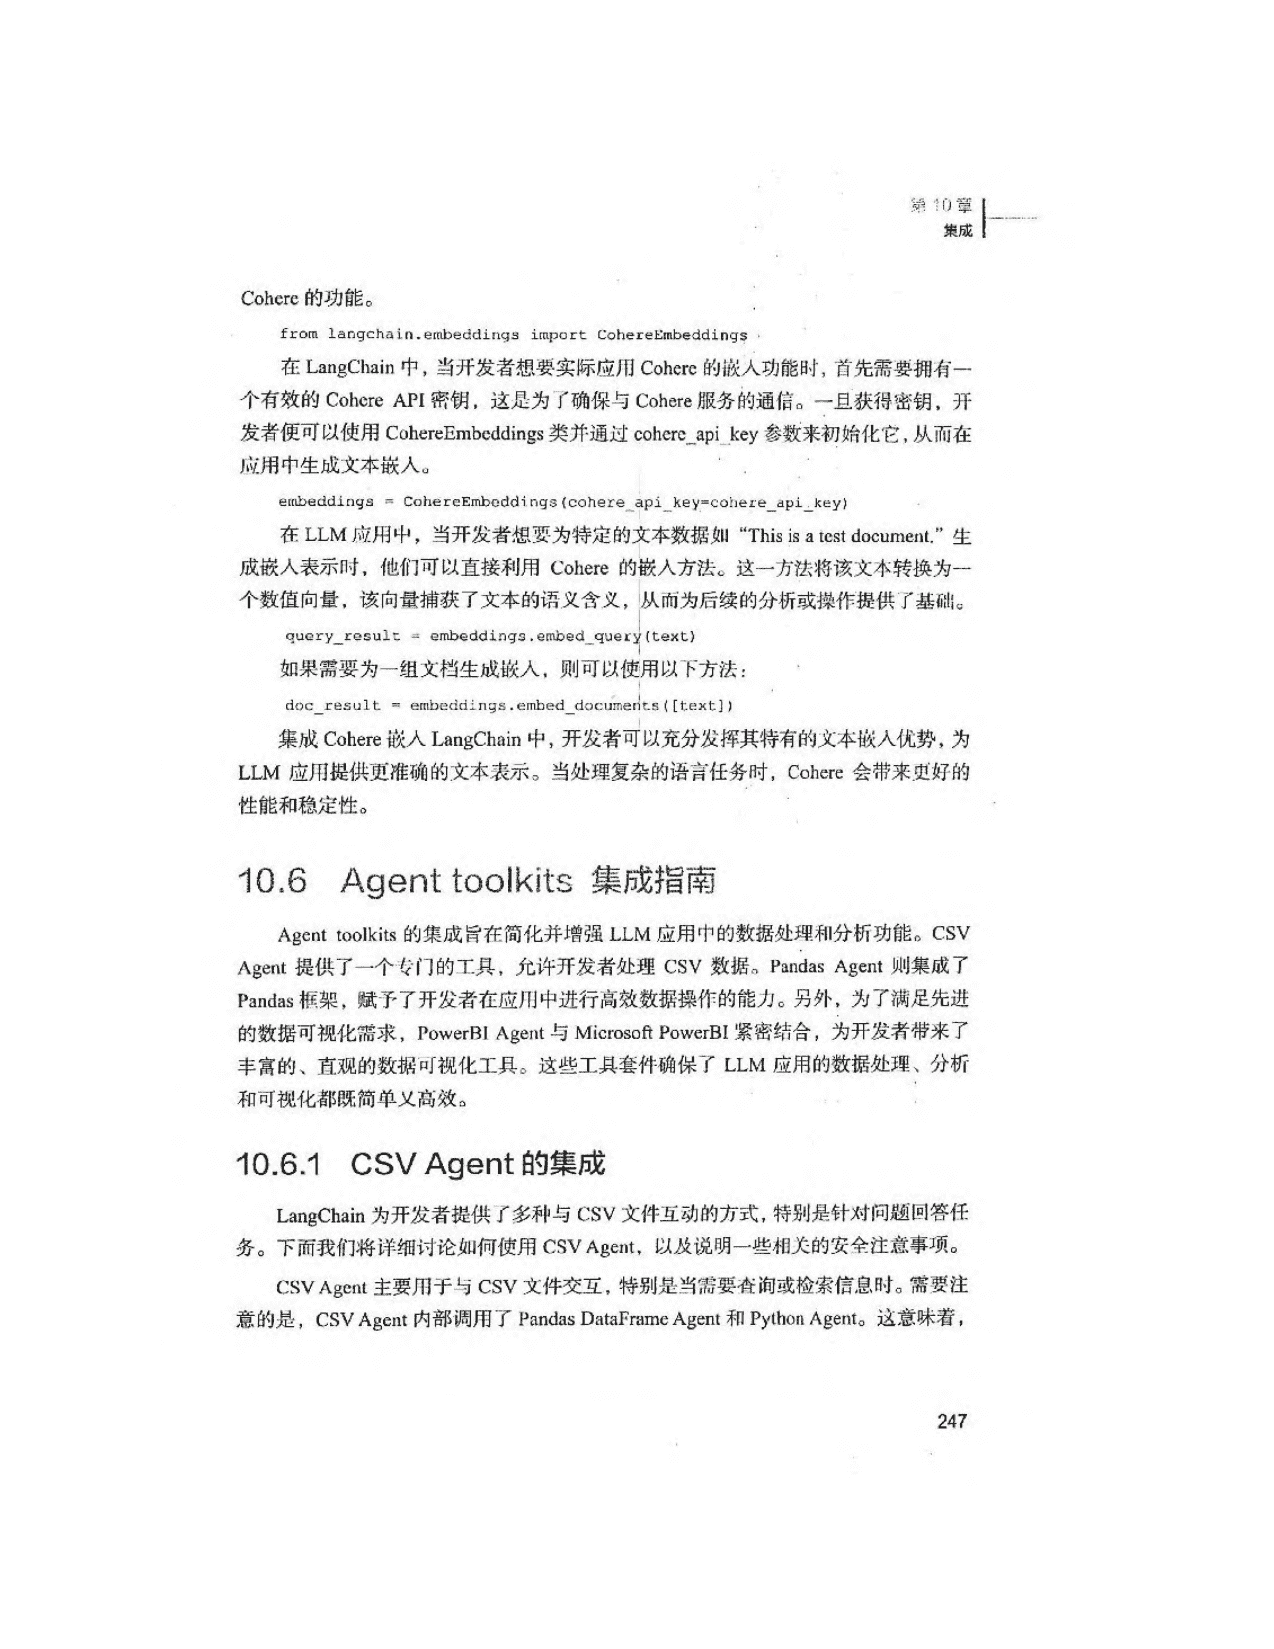 第 10 章
集成
Cohere 的功能。
from langchain.embeddings import CohereEmbeddings
在 LangChain 中，当开发者想要实际应用 Cohere 的嵌入功能时，首先需要拥有一
个有效的 Cohere API 密钥，这是为了确保与 Cohere 服务的通信。一旦获得密钥，开
发者便可以使用 CohereEmbeddings 类并通过 cohere_api_key 参数来初始化它，从而在
应用中生成文本嵌入。
embeddings = CohereEmbeddings(cohere_api_key=cohere_api_key)
在 LLM 应用中，当开发者想要为特定的文本数据如“This is a test document.”生
成嵌入表示时，他们可以直接利用 Cohere 的嵌入方法。这一方法将该文本转换为一
个数值向量，该向量捕获了文本的语义含义，从而为后续的分析或操作提供了基础。
query_result = embeddings.embed_query(text)
如果需要为一组文档生成嵌入，则可以使用以下方法：
doc_result = embeddings.embed_documents([text])
集成 Cohere 嵌入 LangChain 中，开发者可以充分发挥其特有的文本嵌入优势，为
LLM 应用提供更准确的文本表示。当处理复杂的语言任务时，Cohere 会带来更好的
性能和稳定性。
10.6 Agent toolkits 集成指南
Agent toolkits 的集成旨在简化并增强 LLM 应用中的数据处理和分析功能。CSV
Agent 提供了一个专门的工具，允许开发者处理 CSV 数据。Pandas Agent 则集成了
Pandas 框架，赋予了开发者在应用中进行高效数据操作的能力。另外，为了满足先进
的数据可视化需求，PowerBI Agent 与 Microsoft PowerBI 紧密结合，为开发者带来了
丰富的、直观的数据可视化工具。这些工具套件确保了 LLM 应用的数据处理、分析
和可视化都既简单又高效。
10.6.1 CSV Agent 的集成
LangChain 为开发者提供了多种与 CSV 文件互动的方式，特别是针对问题回答任
务。下面我们将详细讨论如何使用 CSV Agent，以及说明一些相关的安全注意事项。
CSV Agent 主要用于与 CSV 文件交互，特别是当需要查询或检索信息时。需要注
意的是，CSV Agent 内部调用了 Pandas DataFrame Agent 和 Python Agent。这意味着，
247